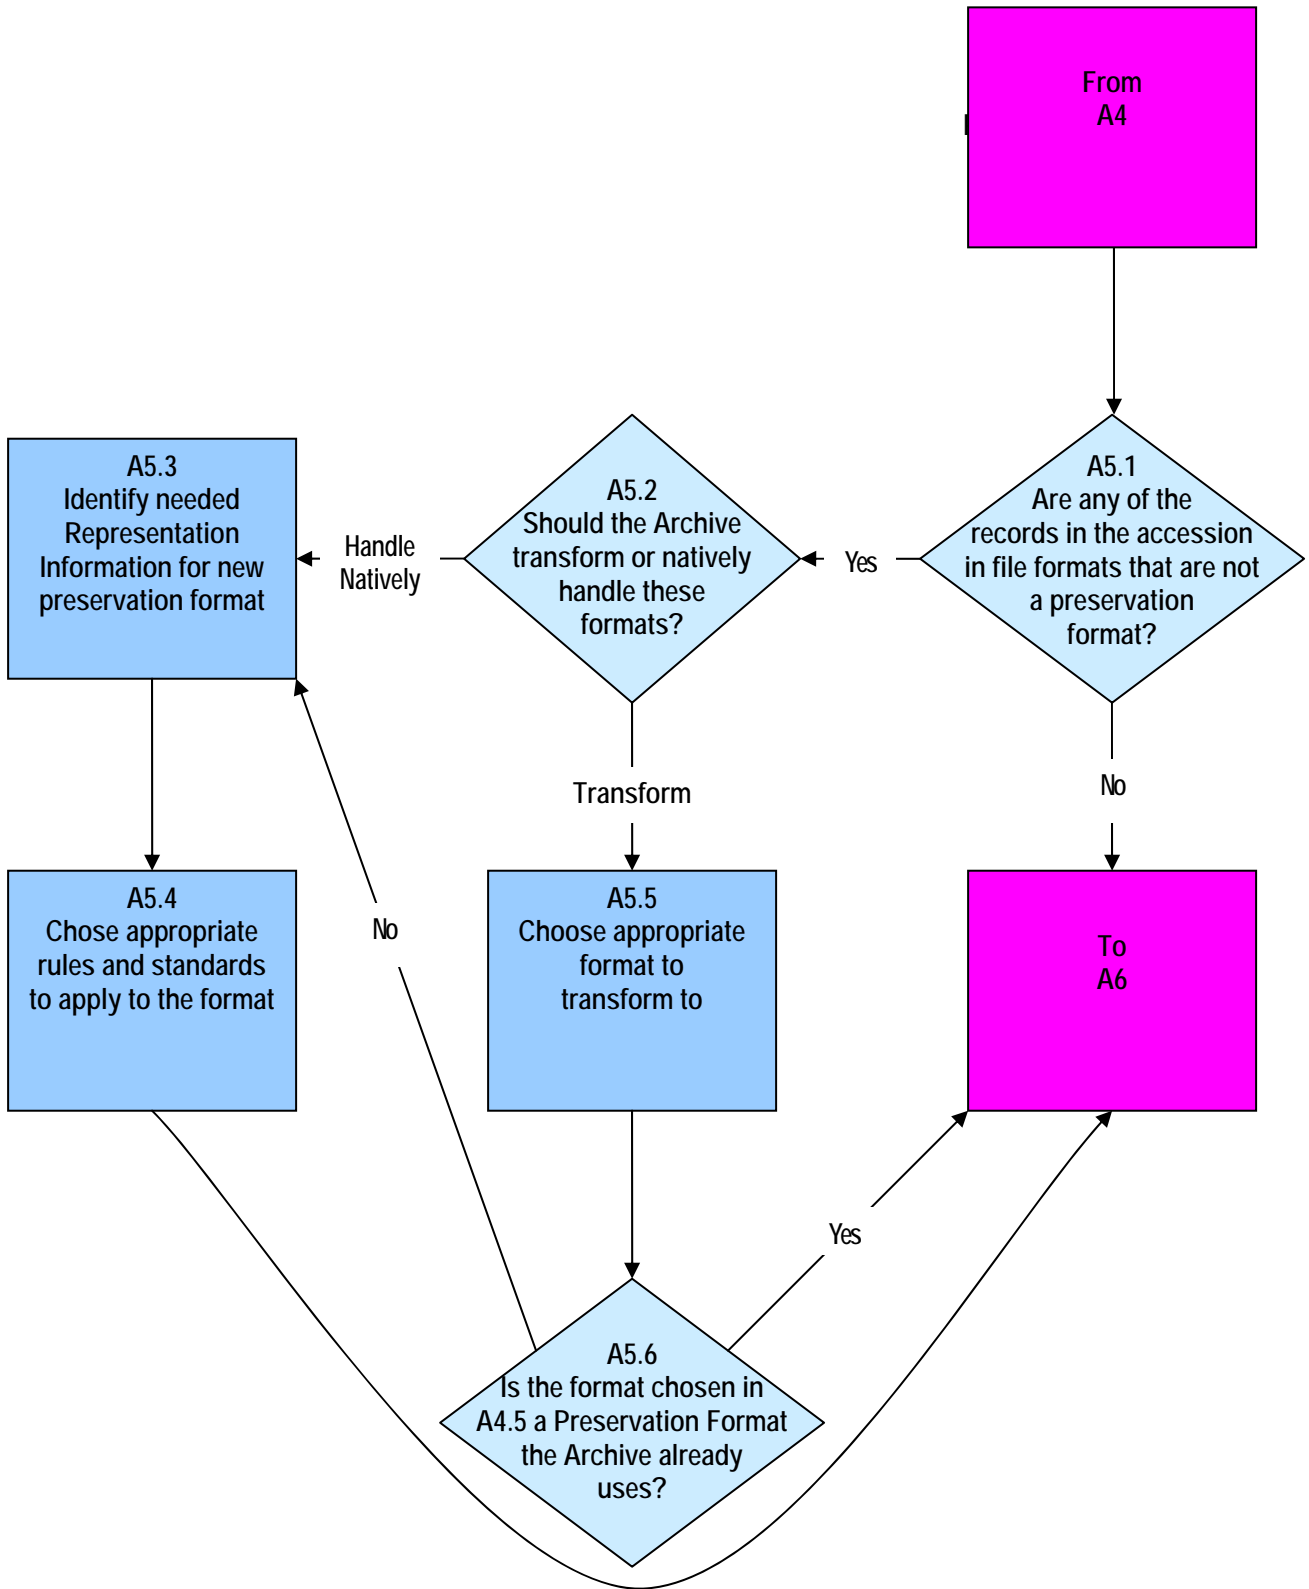 From
A4
A5.1
Are any of the
records in the accession
in file formats that are not
a preservation
format?
A5.2
Should the Archive
transform or natively
handle these
formats?
A5.3
Identify needed
Representation
Information for new
preservation format
Handle
Natively
Yes
Transform
No
A5.4
Chose appropriate
rules and standards
to apply to the format
No
A5.5
Choose appropriate
format to
transform to
To
A6
Yes
A5.6
Is the format chosen in
A4.5 a Preservation Format
the Archive already
uses?